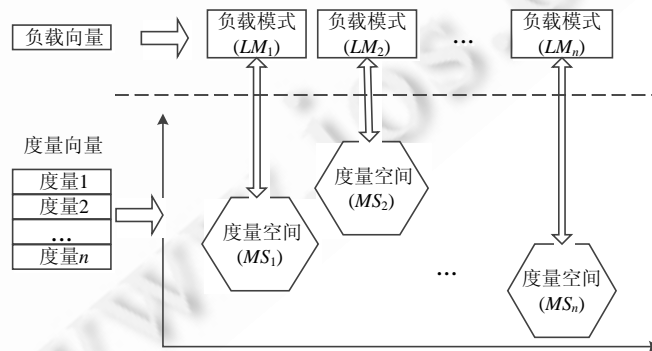 负载向量
负载模式
(LM1)
负载模式
(LM2)
...
负载模式
(LMn)
度量向量
度量1
度量2
...
度量n
度量空间
(MS1)
度量空间
(MS2)
...
度量空间
(MSn)